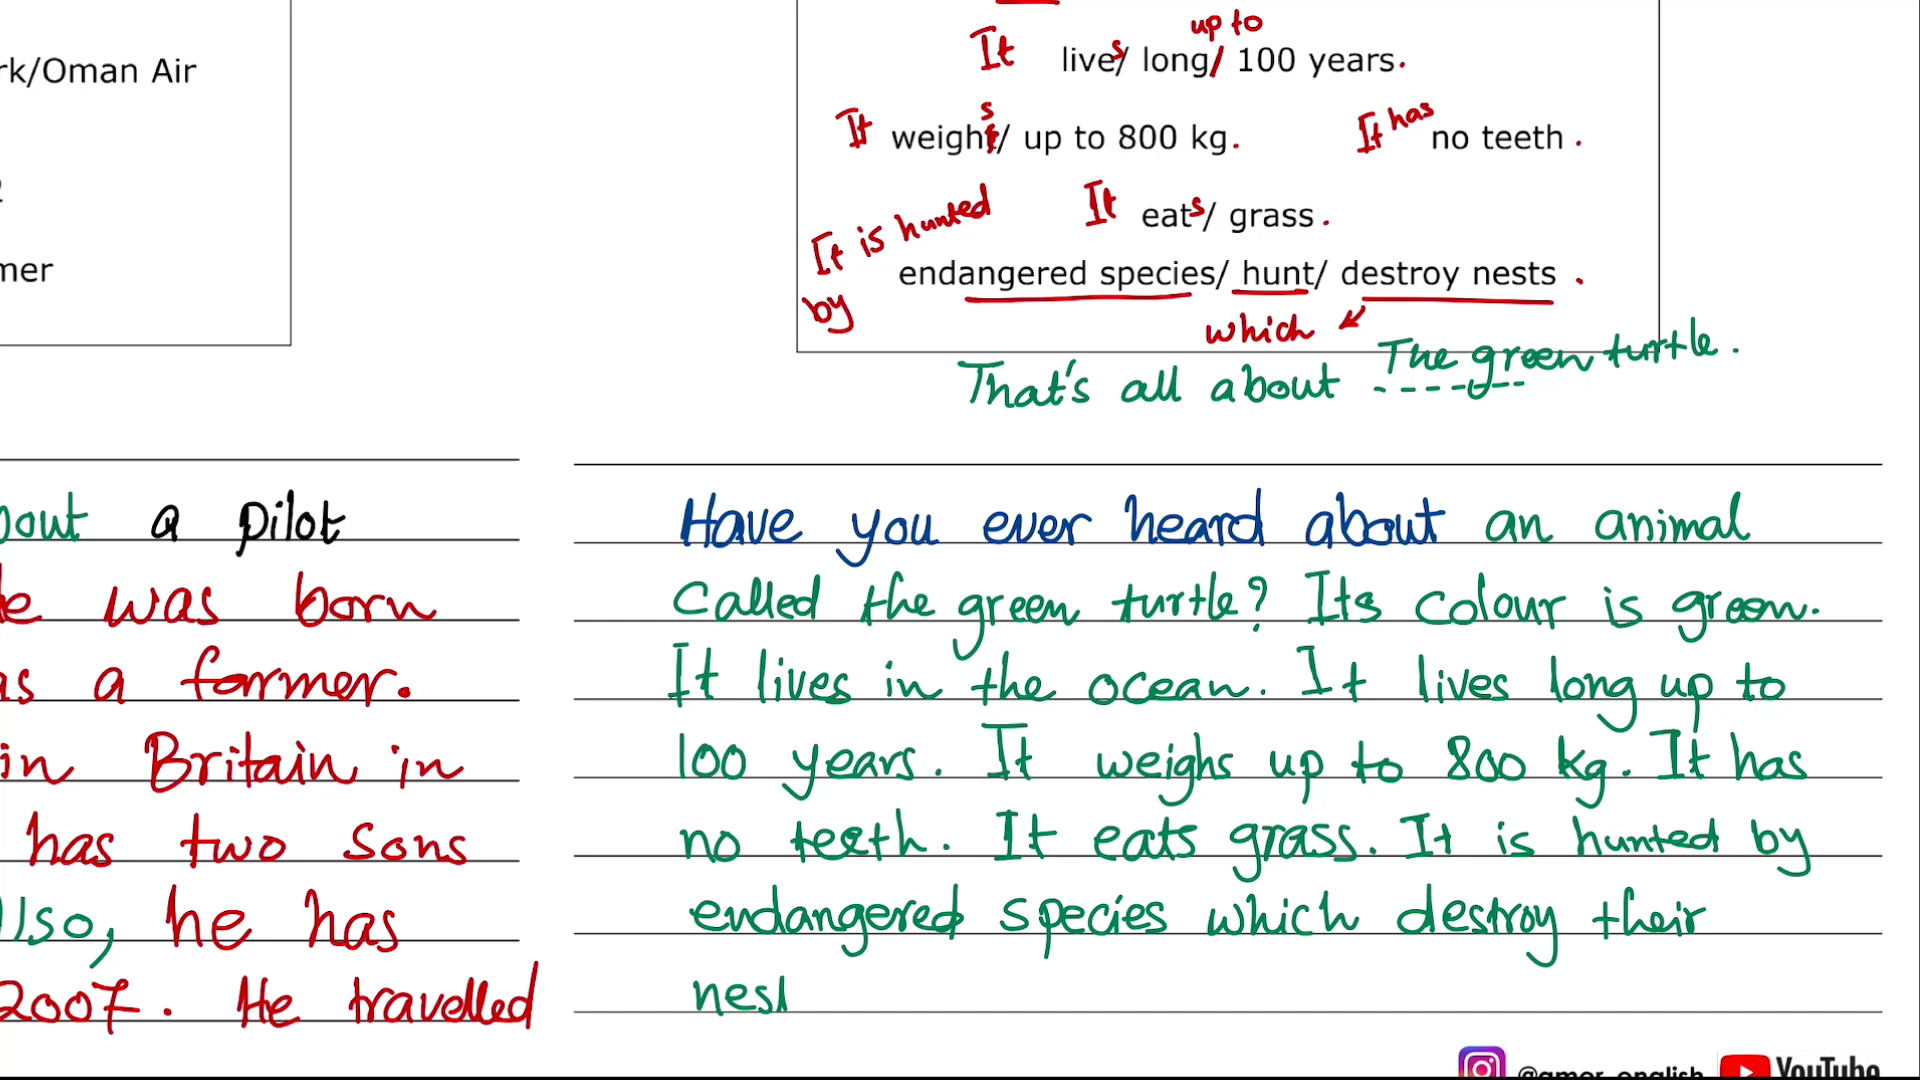 rk/Oman Air
mer
up to
It lives/ long/ 100 years.
It weighs/ up to 800 kg. It has no teeth.
It eats/ grass.
It is hunted by
endangered species/ hunt/ destroy nests.
which
That's all about The green turtle.
bout a pilot
e was born
as a farmer.
in Britain in
has two sons
Also, he has
2007. He travelled
Have you ever heard about an animal
called the green turtle? Its colour is green.
It lives in the ocean. It lives long up to
100 years. It weighs up to 800 kg. It has
no teeth. It eats grass. It is hunted by
endangered species which destroy their
nest
@amor_english YouTube